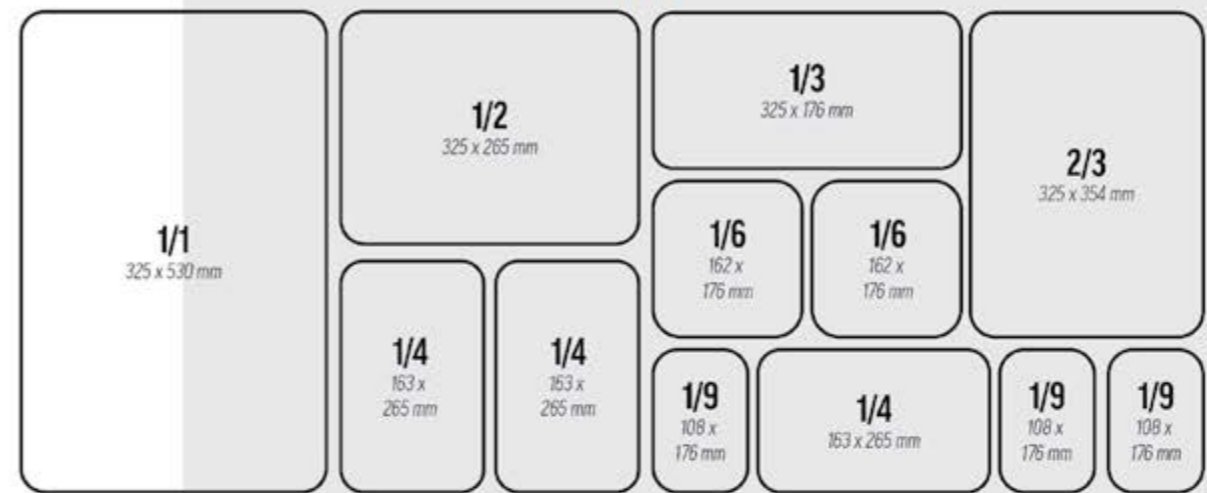 1/1
325 x 530 mm
1/2
325 x 265 mm
1/4
163 x
265 mm
1/4
163 x
265 mm
1/3
325 x 176 mm
1/6
162 x
176 mm
1/6
162 x
176 mm
2/3
325 x 354 mm
1/9
108 x
176 mm
1/4
163 x 265 mm
1/9
108 x
176 mm
1/9
108 x
176 mm